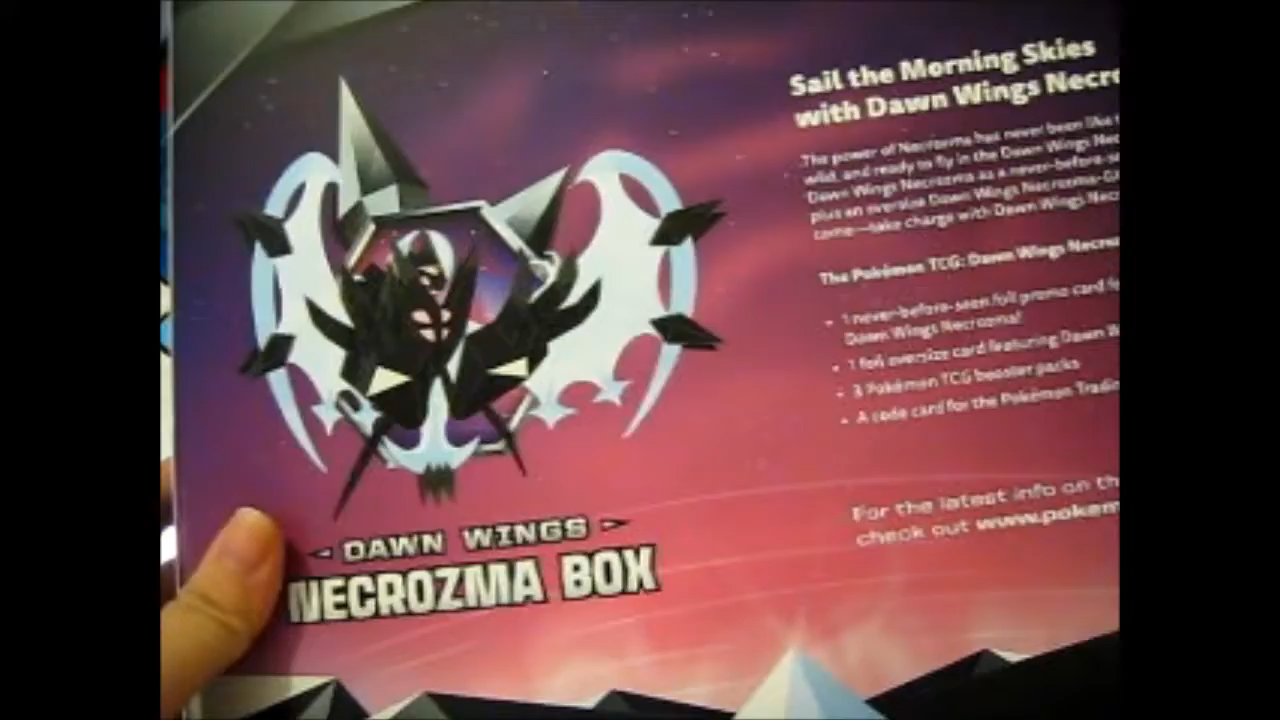 Sail the Morning Skies
with Dawn Wings Necro
The power of Necrozma has never been like
wild, and ready to fly in the Dawn Wings Nec
Dawn Wings Necrozma as a never-before-se
plus an oversize Dawn Wings Necrozma-G
come—take charge with Dawn Wings Nec
The Pokémon TCG: Dawn Wings Necro
• 1 never-before-seen foil promo card fe
Dawn Wings Necrozma!
• 1 foil oversize card featuring Dawn W
• 3 Pokémon TCG booster packs
• A code card for the Pokémon Tradi
For the latest info on th
check out www.pokem
DAWN WINGS
NECROZMA BOX